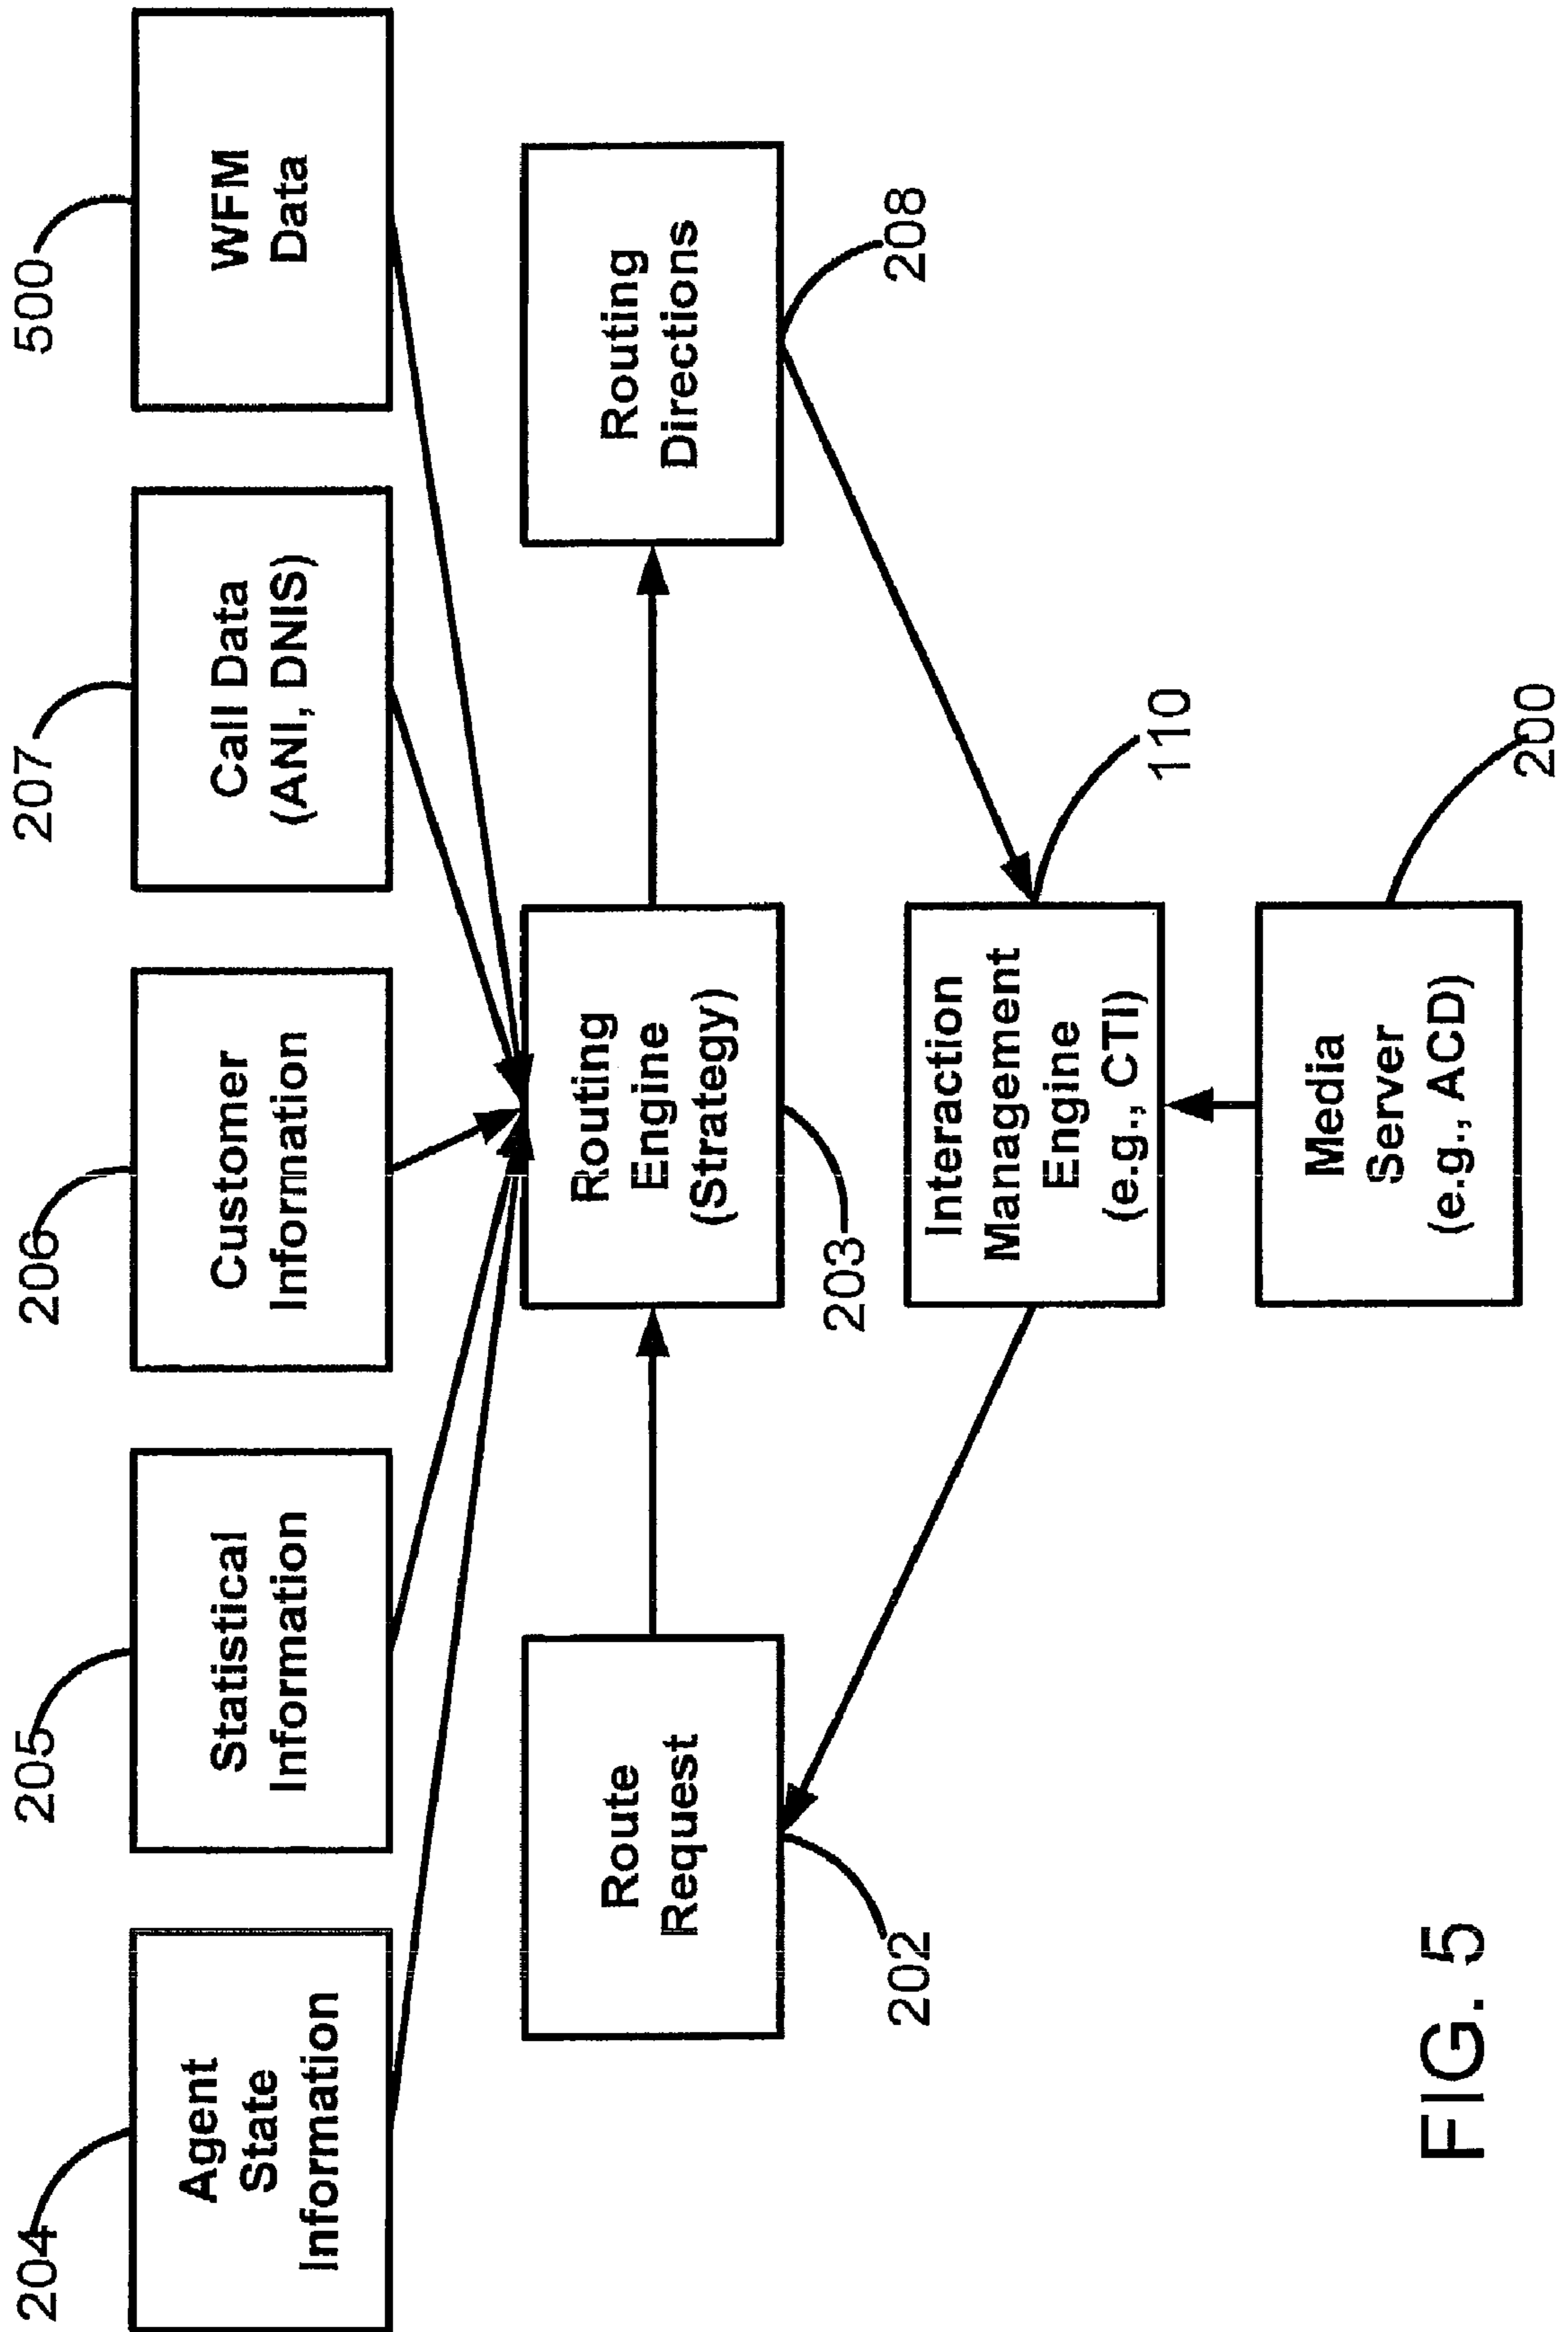 204
205
206
207
500
Agent
State
Information
Statistical
Information
Customer
Information
Call Data
(ANI, DNIS)
WFM
Data
Route
Request
Routing
Engine
(Strategy)
Routing
Directions
202
203
208
Interaction
Management
Engine
(e.g., CTI)
110
Media
Server
(e.g., ACD)
200
FIG. 5